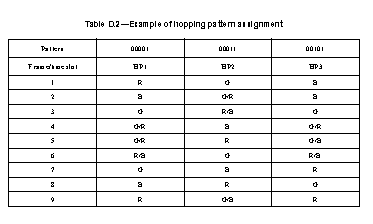 Table D.2—Example of hopping pattern assignment
Pattern 00001 00011 00101
Frame/time slot HP1 HP2 HP3
1 R G B
2 B G/R B
3 G R/B G
4 G/R B G/R
5 G/R R G/B
6 R/B G R/B
7 G B R
8 B R G
9 R G/B R